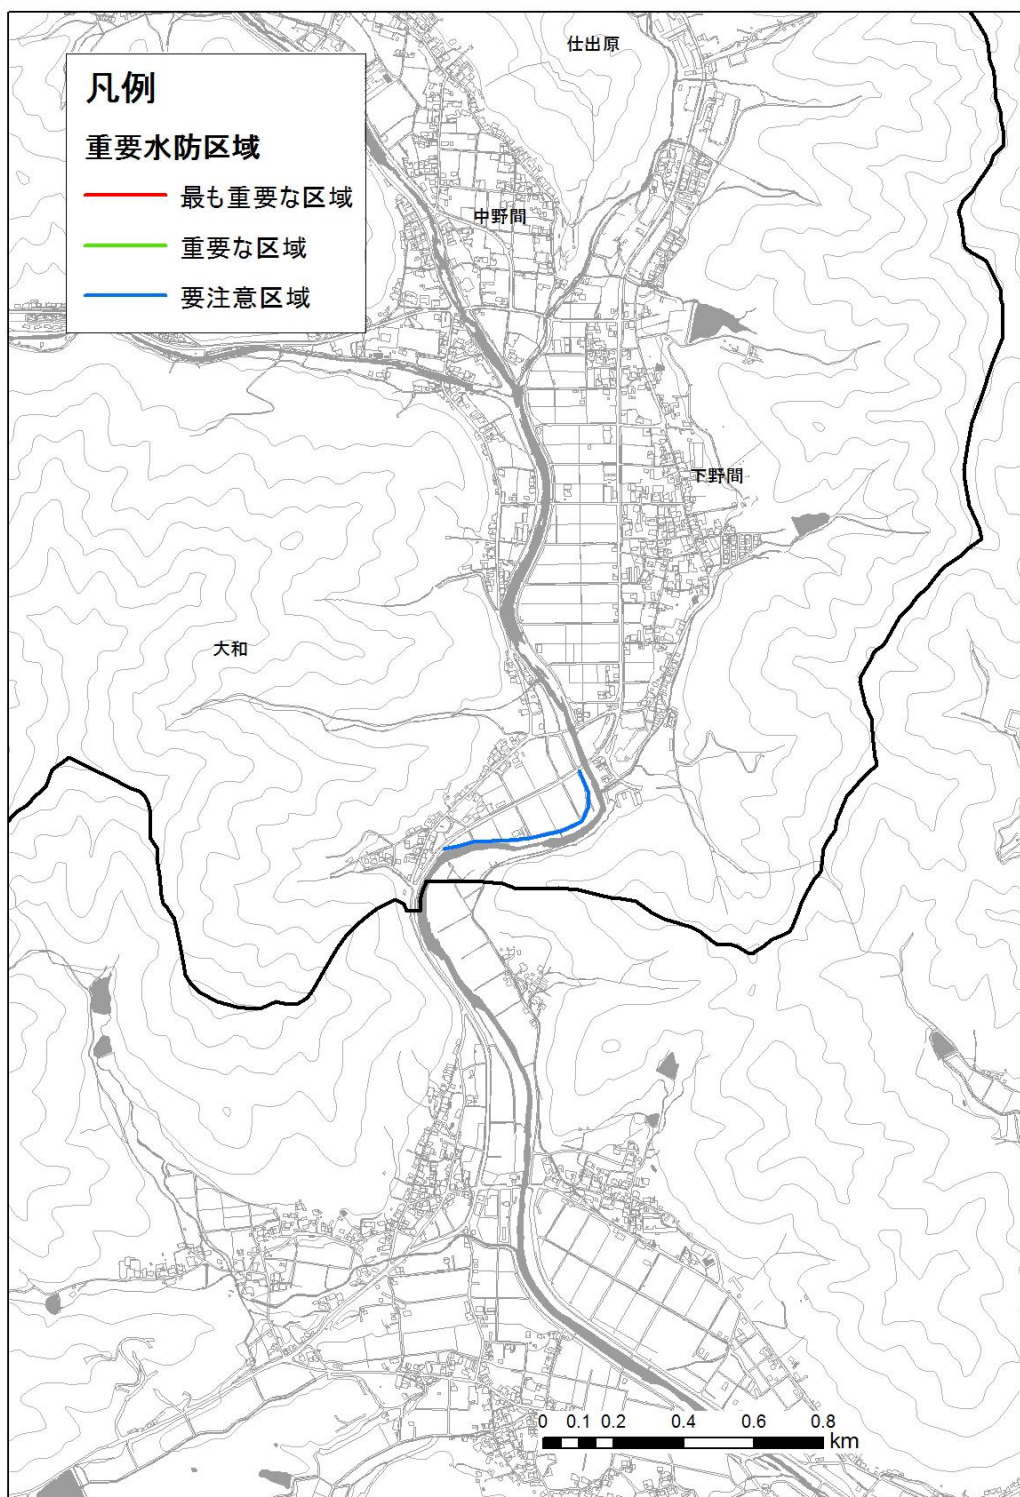 仕出原
凡例
重要水防区域
最も重要な区域
重要な区域
要注意区域
中野間
下野間
大和
0 0.1 0.2 0.4 0.6 0.8
km